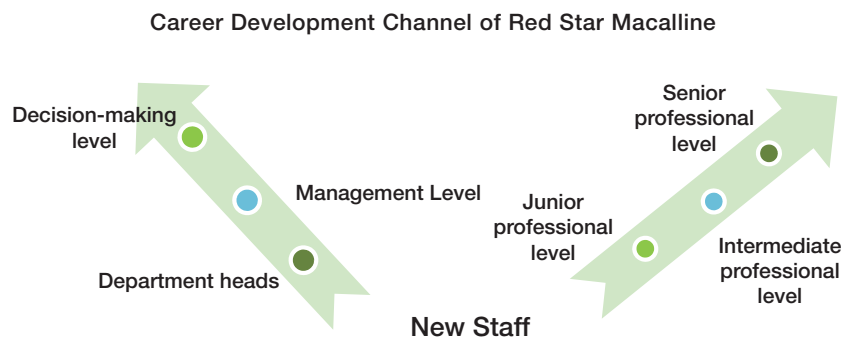 Career Development Channel of Red Star Macalline
Decision-making
level
Management Level
Department heads
Senior
professional
level
Junior
professional
level
Intermediate
professional
level
New Staff